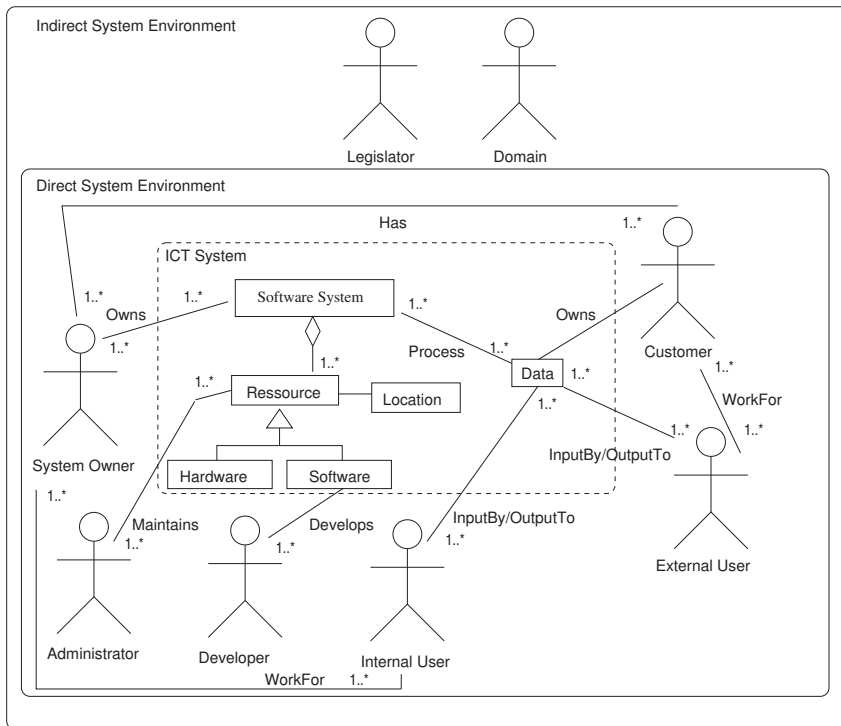 Indirect System Environment
Legislator
Domain
Direct System Environment
Has
1..*
ICT System
1..*
Owns
1..*
1..*
Software System
1..*
Owns
Process
1..*
Customer
1..*
1..*
Data
1..*
1..*
1..*
Ressource
Location
1..*
WorkFor
1..*
1..*
InputBy/OutputTo
System Owner
Hardware
Software
1..*
Maintains
1..*
Develops
1..*
InputBy/OutputTo
1..*
External User
Administrator
Developer
Internal User
WorkFor
1..*